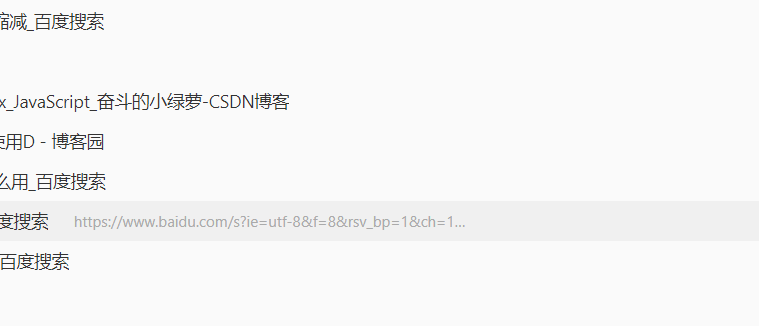 缩减_百度搜索
x_JavaScript_奋斗的小绿萝-CSDN博客
使用D - 博客园
么用_百度搜索
度搜索 https://www.baidu.com/s?ie=utf-8&f=8&rsv_bp=1&ch=1...
百度搜索